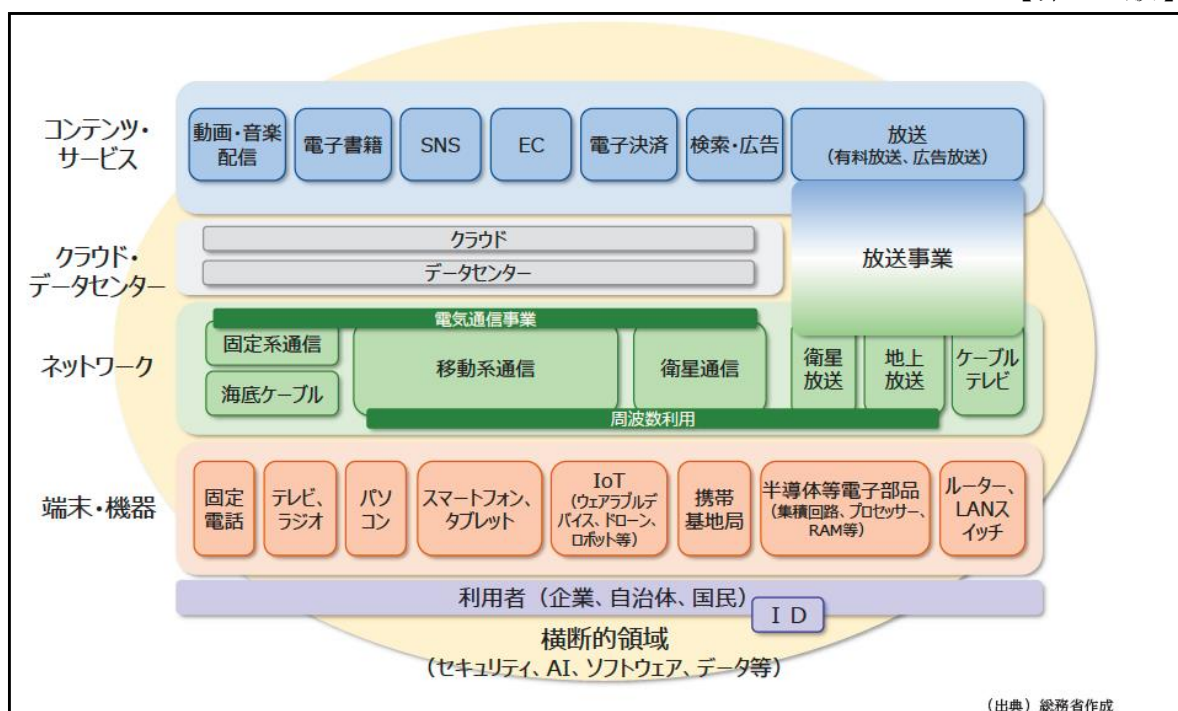 コンテンツ・
サービス
動画・音楽
配信
電子書籍
SNS
EC
電子決済
検索・広告
放送
(有料放送、広告放送)
クラウド・
データセンター
クラウド
データセンター
放送事業
ネットワーク
電気通信事業
固定系通信
海底ケーブル
移動系通信
衛星通信
衛星
放送
地上
放送
ケーブル
テレビ
周波数利用
端末・機器
固定
電話
テレビ、
ラジオ
パソ
コン
スマートフォン、
タブレット
IoT
(ウェアラブルデ
バイス、ドローン、
ロボット等)
携帯
基地局
半導体等電子部品
(集積回路、プロセッサー、
RAM等)
ルーター、
LANス
イッチ
利用者(企業、自治体、国民)
ID
横断的領域
(セキュリティ、AI、ソフトウェア、データ等)
(出典)総務省作成